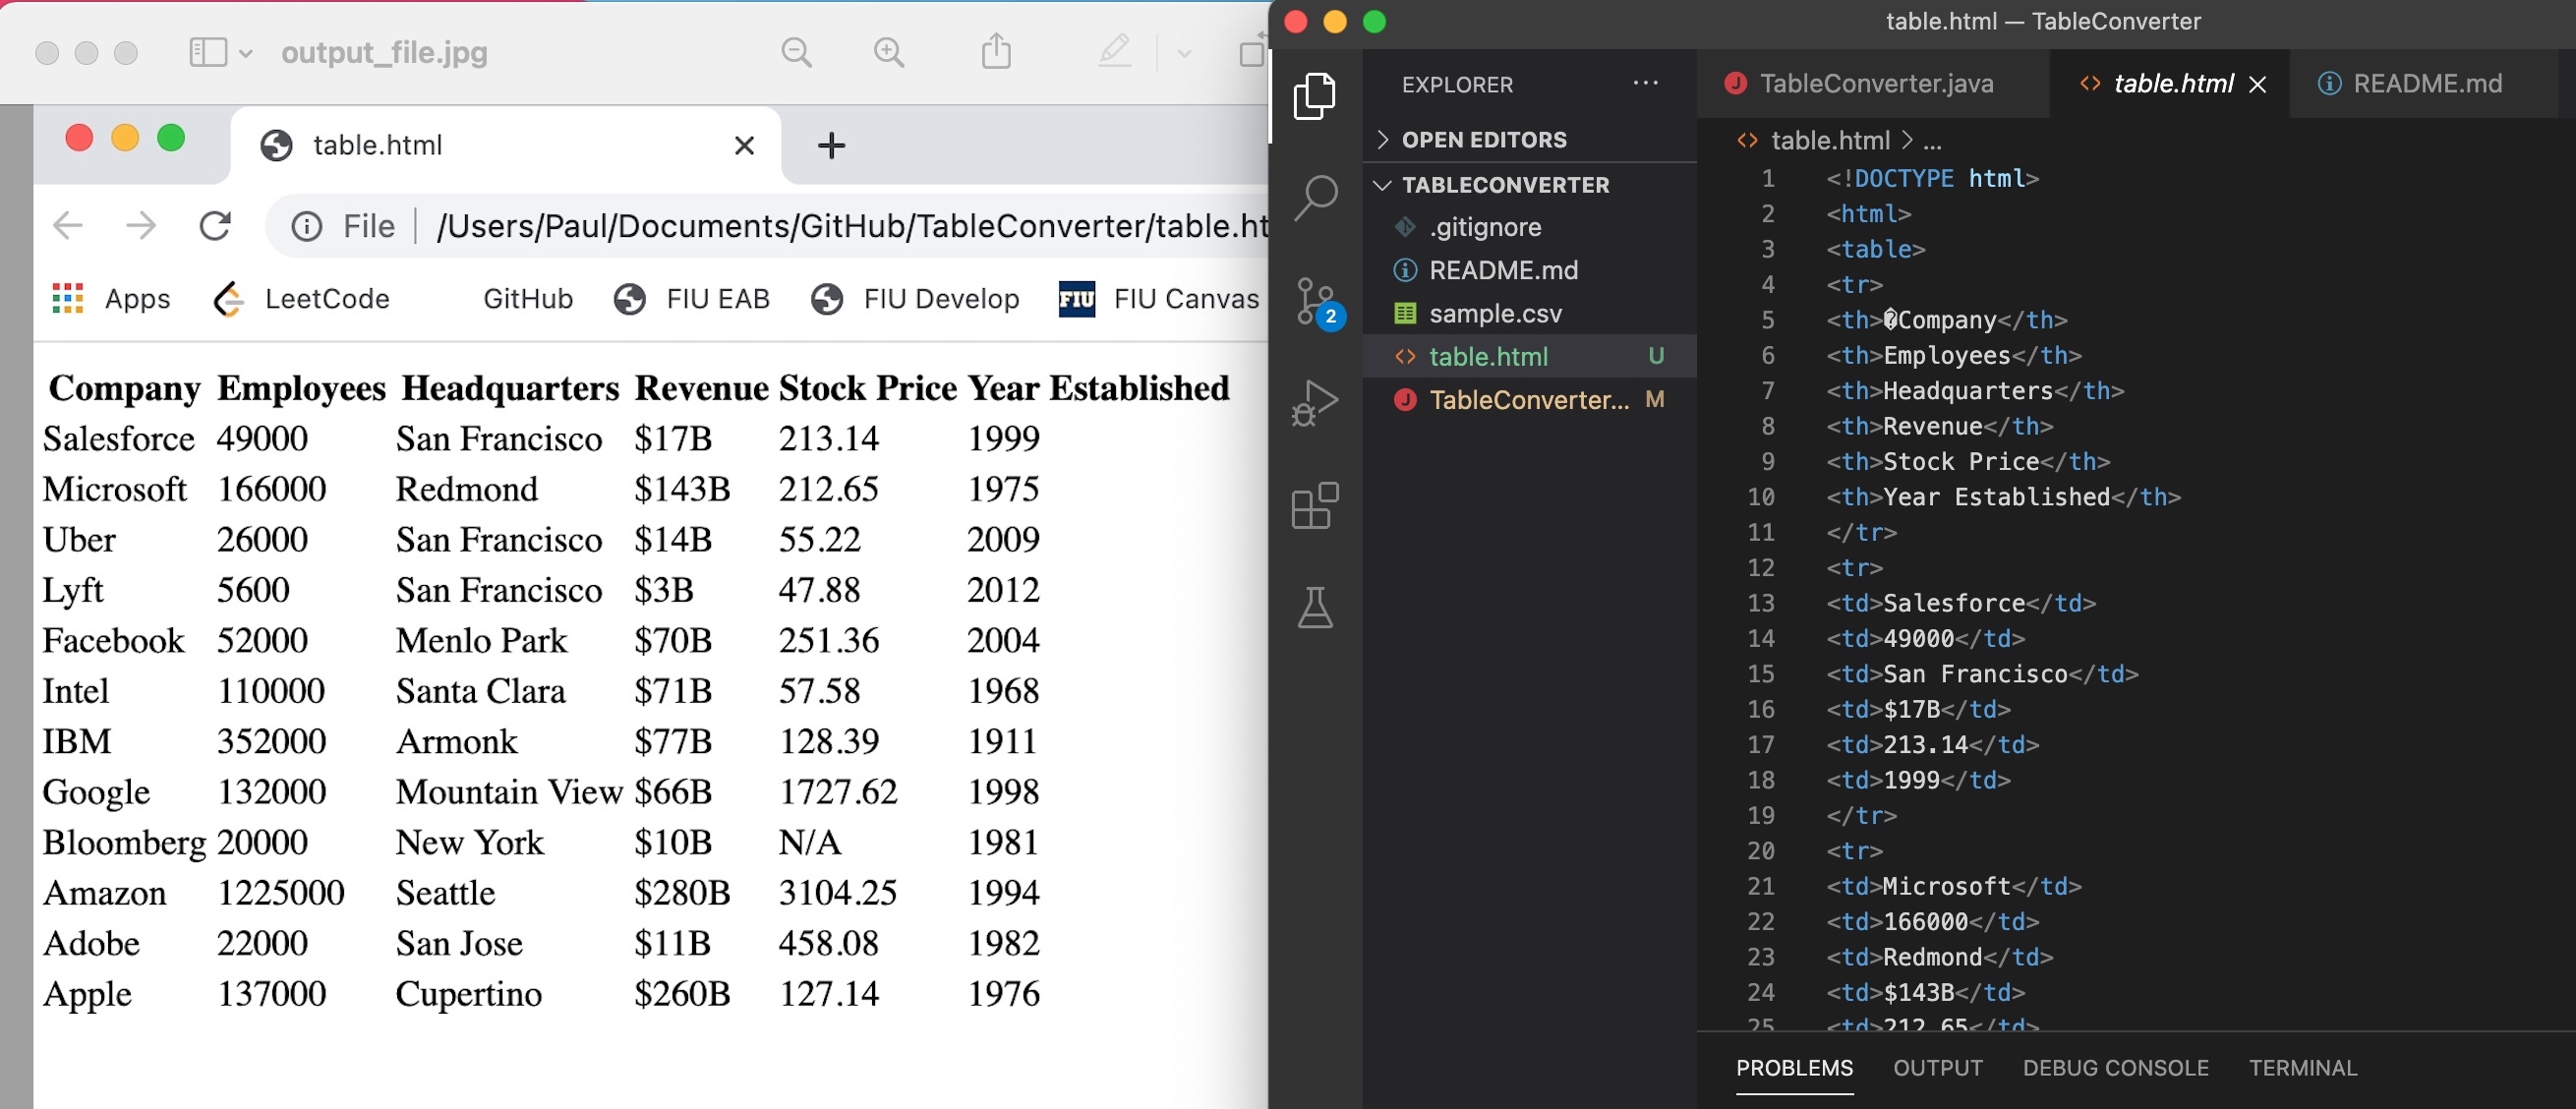 output_file.jpg
table.html
File /Users/Paul/Documents/GitHub/TableConverter/table.ht
Apps LeetCode GitHub FIU EAB FIU Develop FIU FIU Canvas
Company Employees Headquarters Revenue Stock Price Year Established
Salesforce 49000 San Francisco $17B 213.14 1999
Microsoft 166000 Redmond $143B 212.65 1975
Uber 26000 San Francisco $14B 55.22 2009
Lyft 5600 San Francisco $3B 47.88 2012
Facebook 52000 Menlo Park $70B 251.36 2004
Intel 110000 Santa Clara $71B 57.58 1968
IBM 352000 Armonk $77B 128.39 1911
Google 132000 Mountain View $66B 1727.62 1998
Bloomberg 20000 New York $10B N/A 1981
Amazon 1225000 Seattle $280B 3104.25 1994
Adobe 22000 San Jose $11B 458.08 1982
Apple 137000 Cupertino $260B 127.14 1976
table.html — TableConverter
2
EXPLORER ...
OPEN EDITORS
TABLECONVERTER
.gitignore
README.md
sample.csv
table.html U
TableConverter... M
TableConverter.java table.html README.md
table.html > ...
1 <!DOCTYPE html>
2 <html>
3 <table>
4 <tr>
5 <th>�Company</th>
6 <th>Employees</th>
7 <th>Headquarters</th>
8 <th>Revenue</th>
9 <th>Stock Price</th>
10 <th>Year Established</th>
11 </tr>
12 <tr>
13 <td>Salesforce</td>
14 <td>49000</td>
15 <td>San Francisco</td>
16 <td>$17B</td>
17 <td>213.14</td>
18 <td>1999</td>
19 </tr>
20 <tr>
21 <td>Microsoft</td>
22 <td>166000</td>
23 <td>Redmond</td>
24 <td>$143B</td>
25 <td>212.65</td>
PROBLEMS OUTPUT DEBUG CONSOLE TERMINAL